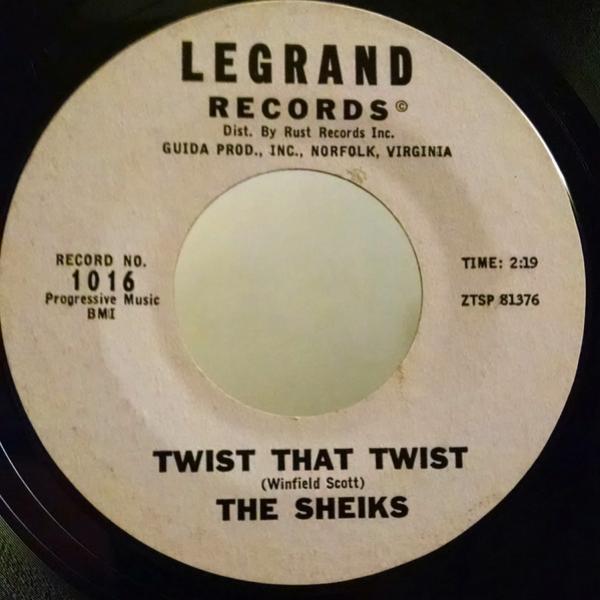 LEGRAND
RECORDS©
Dist. By Rust Records Inc.
GUIDA PROD., INC., NORFOLK, VIRGINIA
RECORD NO.
1016
Progressive Music
BMI
TIME: 2:19
ZTSP 81376
TWIST THAT TWIST
(Winfield Scott)
THE SHEIKS